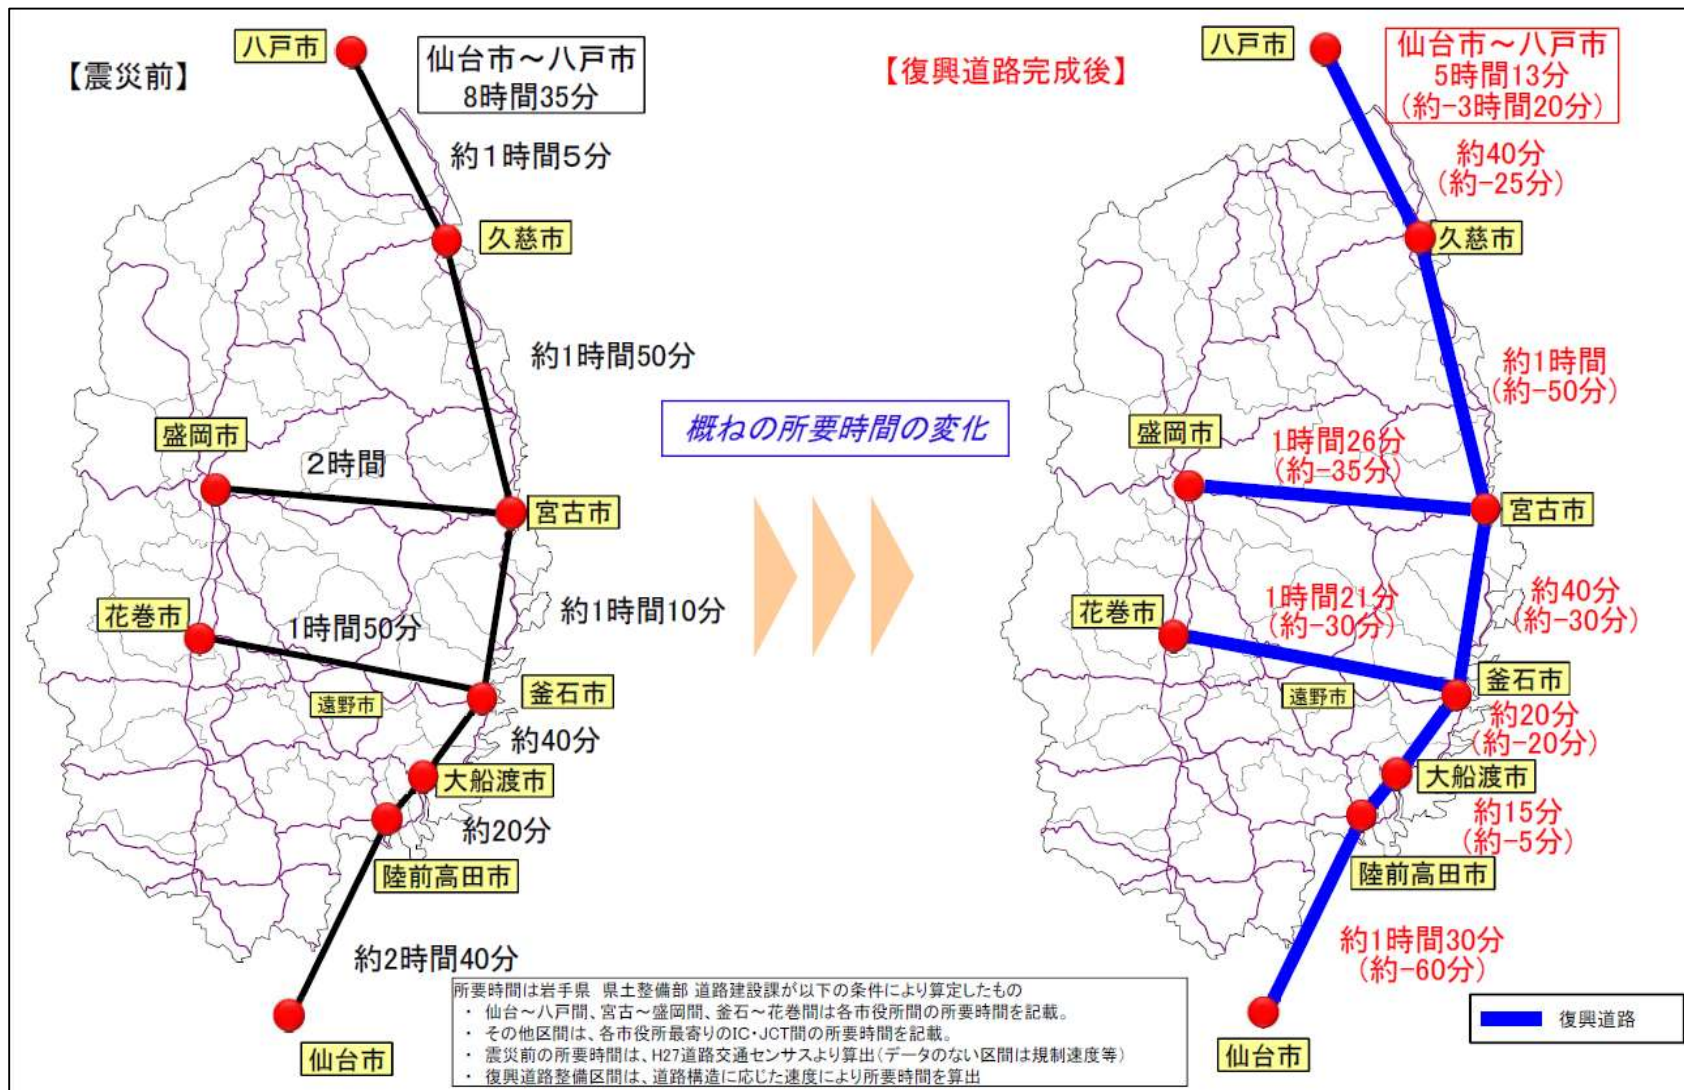 【震災前】
八戸市
仙台市～八戸市
8時間35分
約1時間5分
久慈市
約1時間50分
盛岡市
2時間
宮古市
花巻市
1時間50分
約1時間10分
遠野市
釜石市
約40分
大船渡市
約20分
陸前高田市
約2時間40分
仙台市
概ねの所要時間の変化
【復興道路完成後】
八戸市
仙台市～八戸市
5時間13分
(約-3時間20分)
約40分
(約-25分)
久慈市
約1時間
(約-50分)
盛岡市
1時間26分
(約-35分)
宮古市
花巻市
1時間21分
(約-30分)
約40分
(約-30分)
遠野市
釜石市
約20分
(約-20分)
大船渡市
約15分
(約-5分)
陸前高田市
約1時間30分
(約-60分)
仙台市
復興道路
所要時間は岩手県 県土整備部 道路建設課が以下の条件により算定したもの
・ 仙台～八戸間、宮古～盛岡間、釜石～花巻間は各市役所間の所要時間を記載。
・ その他区間は、各市役所最寄りのIC・JCT間の所要時間を記載。
・ 震災前の所要時間は、H27道路交通センサスより算出(データのない区間は規制速度等)
・ 復興道路整備区間は、道路構造に応じた速度により所要時間を算出